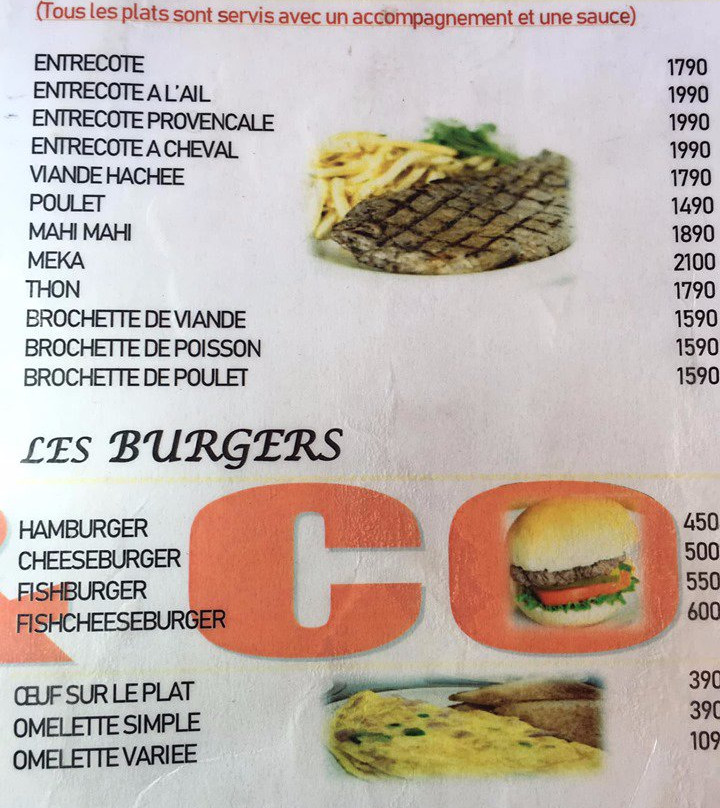 (Tous les plats sont servis avec un accompagnement et une sauce)
ENTRECOTE 1790
ENTRECOTE A L'AIL 1990
ENTRECOTE PROVENCALE 1990
ENTRECOTE A CHEVAL 1990
VIANDE HACHEE 1790
POULET 1490
MAHI MAHI 1890
MEKA 2100
THON 1790
BROCHETTE DE VIANDE 1590
BROCHETTE DE POISSON 1590
BROCHETTE DE POULET 1590
LES BURGERS
& CO
HAMBURGER 450
CHEESEBURGER 500
FISHBURGER 550
FISHCHEESEBURGER 600
ŒUF SUR LE PLAT 390
OMELETTE SIMPLE 390
OMELETTE VARIEE